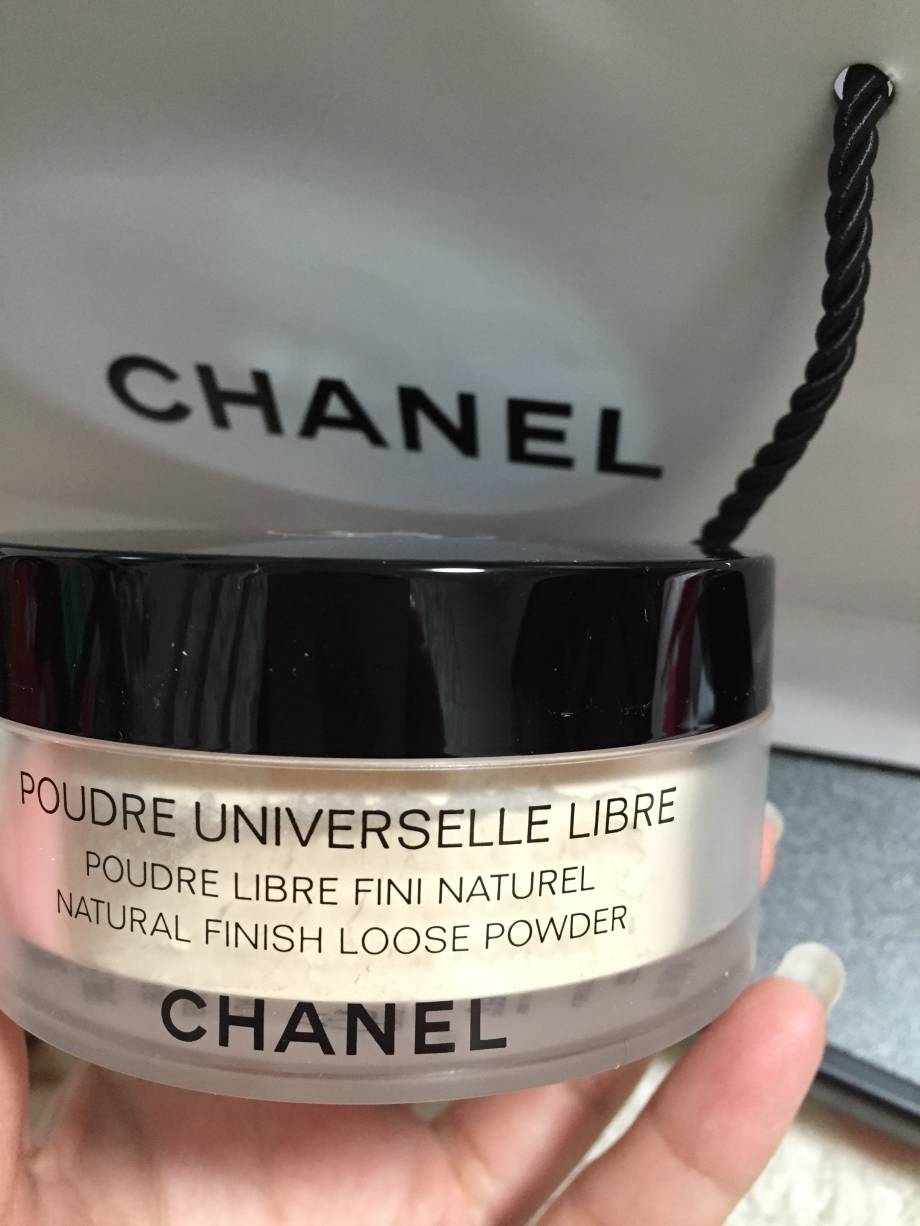 CHANEL
POUDRE UNIVERSELLE LIBRE
POUDRE LIBRE FINI NATUREL
NATURAL FINISH LOOSE POWDER
CHANEL